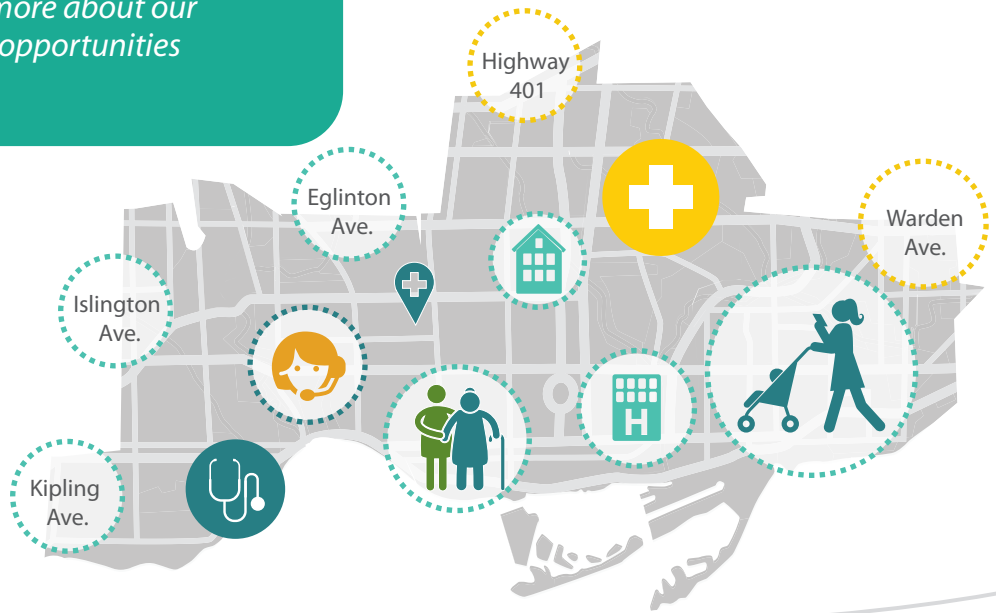 more about our
opportunities
Highway
401
Eglinton
Ave.
Warden
Ave.
Islington
Ave.
Kipling
Ave.
H